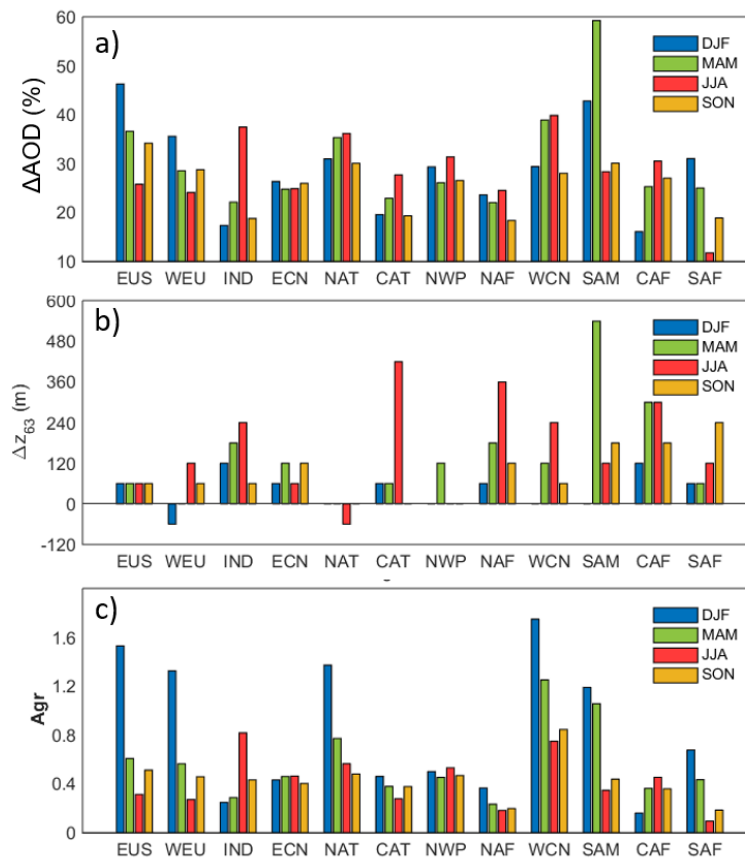 a)
ΔAOD (%)
60
50
40
30
20
10
DJF
MAM
JJA
SON
EUS WEU IND ECN NAT CAT NWP NAF WCN SAM CAF SAF
b)
Δz63 (m)
600
480
360
240
120
0
-120
DJF
MAM
JJA
SON
EUS WEU IND ECN NAT CAT NWP NAF WCN SAM CAF SAF
c)
Agr
1.6
1.2
0.8
0.4
0
DJF
MAM
JJA
SON
EUS WEU IND ECN NAT CAT NWP NAF WCN SAM CAF SAF